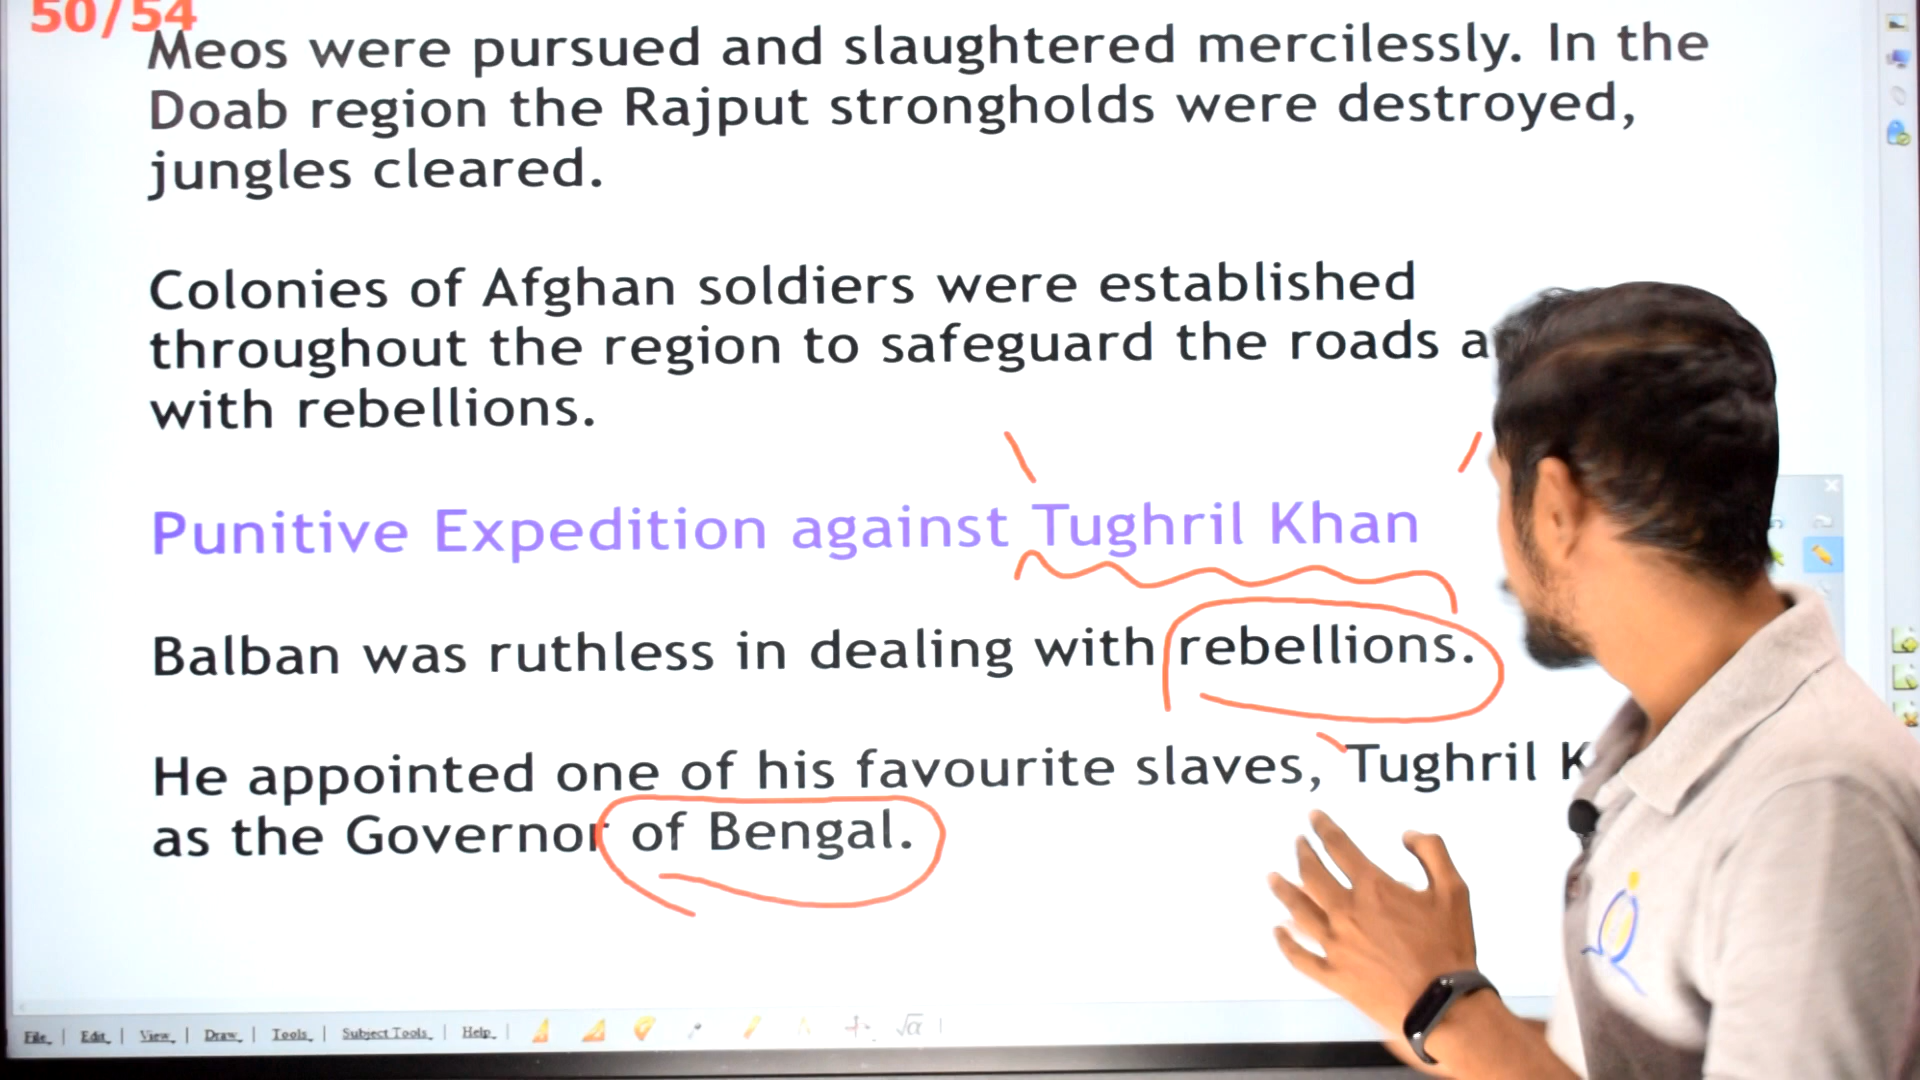 50/54
Meos were pursued and slaughtered mercilessly. In the
Doab region the Rajput strongholds were destroyed,
jungles cleared.
Colonies of Afghan soldiers were established
throughout the region to safeguard the roads a
with rebellions.
Punitive Expedition against Tughril Khan
Balban was ruthless in dealing with rebellions.
He appointed one of his favourite slaves, Tughril K
as the Governor of Bengal.
File | Edit | View | Draw | Tools | Subject Tools | Help |